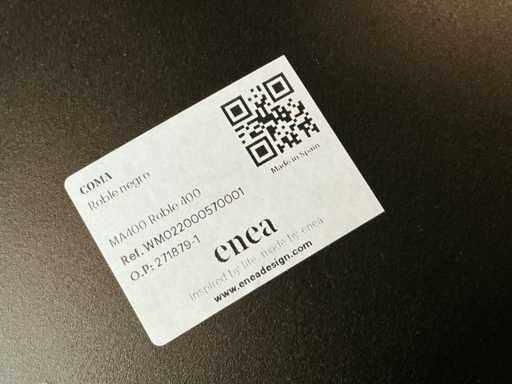 COMA
Roble negro
MA400 Roble 400
Ref. WM022000570001
O.P.: 271879-1
Made in Spain
enea
inspired by life, made by enea
www.eneadesign.com